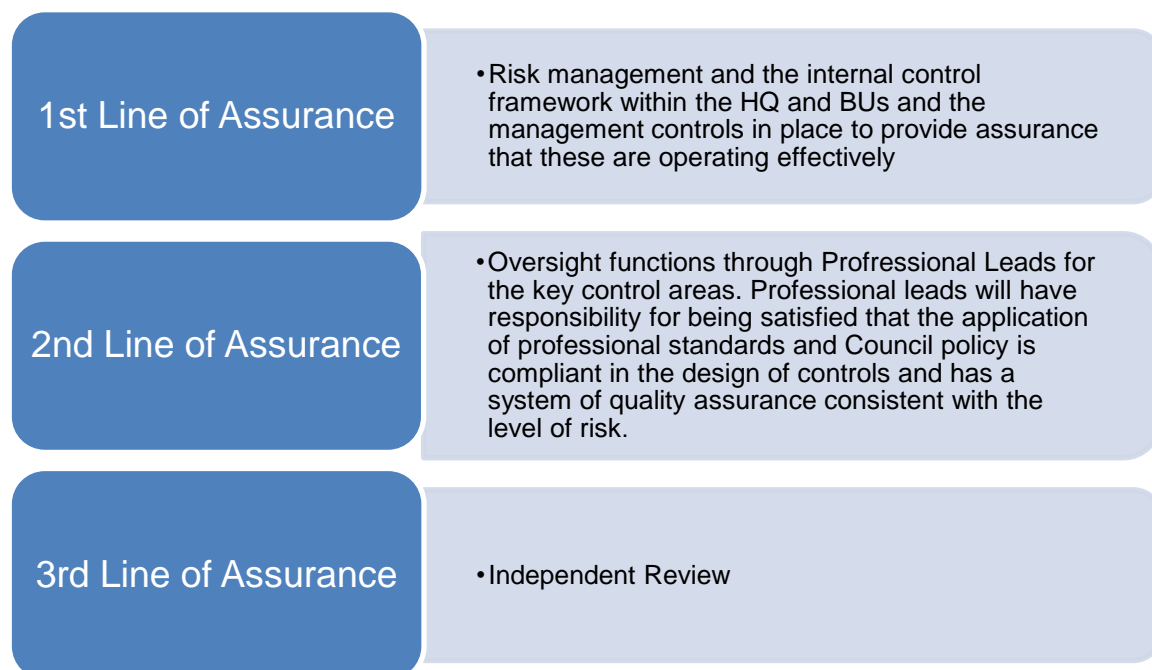 1st Line of Assurance
•Risk management and the internal control
framework within the HQ and BUs and the
management controls in place to provide assurance
that these are operating effectively
2nd Line of Assurance
•Oversight functions through Profressional Leads for
the key control areas. Professional leads will have
responsibility for being satisfied that the application
of professional standards and Council policy is
compliant in the design of controls and has a
system of quality assurance consistent with the
level of risk.
3rd Line of Assurance
•Independent Review